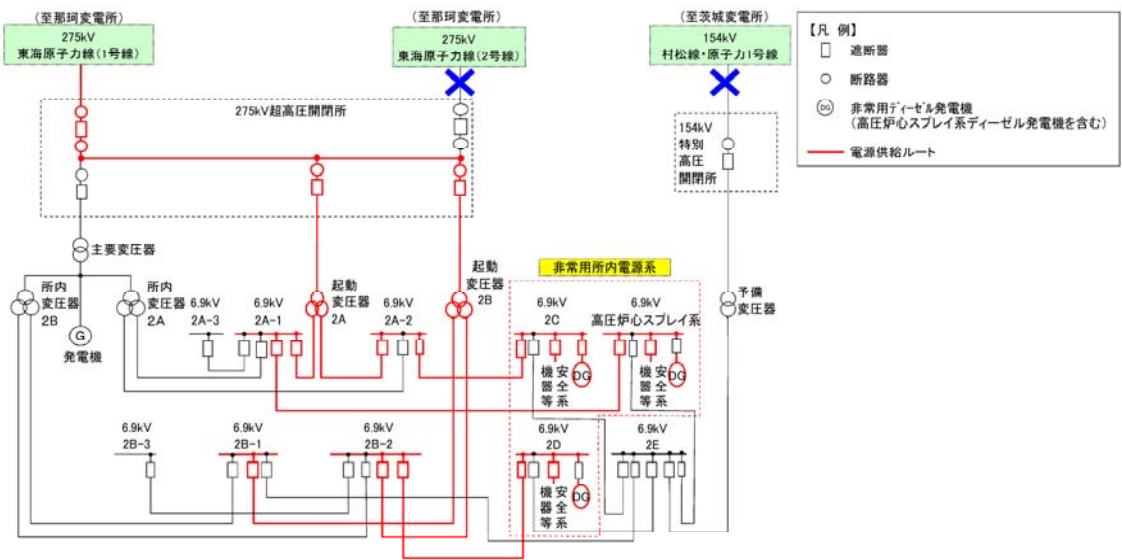 (至那珂変電所)
275kV
東海原子力線(1号線)
(至那珂変電所)
275kV
東海原子力線(2号線)
(至茨城変電所)
154kV
村松線・原子力1号線
【凡 例】
遮断器
断路器
DG
非常用ディーゼル発電機
(高圧炉心スプレイ系ディーゼル発電機を含む)
電源供給ルート
275kV超高圧開閉所
154kV
特別
高圧
開閉所
主要変圧器
所内
変圧器
2B
所内
変圧器
2A
G
発電機
起動
変圧器
2A
起動
変圧器
2B
非常用所内電源系
予備
変圧器
6.9kV
2A-3
6.9kV
2A-1
6.9kV
2A-2
6.9kV
2C
6.9kV
高圧炉心スプレイ系
安全系
機器等
DG
安全系
機器等
DG
6.9kV
2B-3
6.9kV
2B-1
6.9kV
2B-2
6.9kV
2D
6.9kV
2E
安全系
機器等
DG